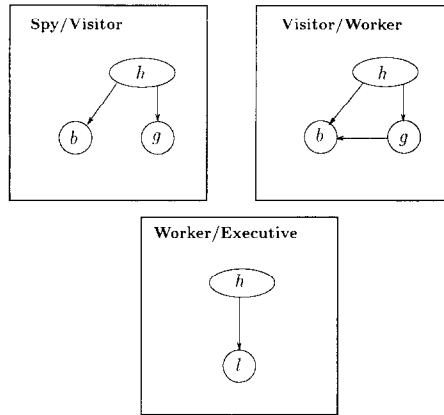 Spy/Visitor
h
b
g
Visitor/Worker
h
b
g
Worker/Executive
h
l